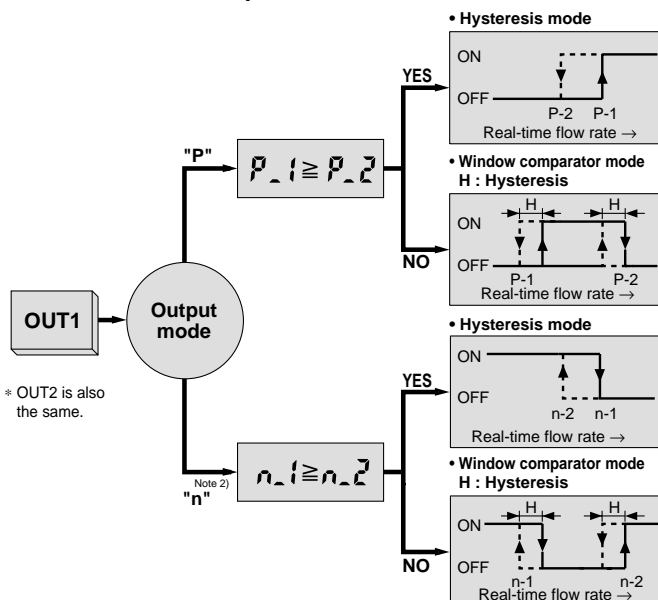 • Hysteresis mode
ON
OFF
P-2 P-1
Real-time flow rate →
YES
"P"
P_1 ≧ P_2
NO
• Window comparator mode
H : Hysteresis
H H
ON
OFF
P-1 P-2
Real-time flow rate →
OUT1
Output
mode
∗ OUT2 is also
the same.
• Hysteresis mode
ON
OFF
n-2 n-1
Real-time flow rate →
YES
Note 2)
"n"
n_1 ≧ n_2
NO
• Window comparator mode
H : Hysteresis
H H
ON
OFF
n-1 n-2
Real-time flow rate →